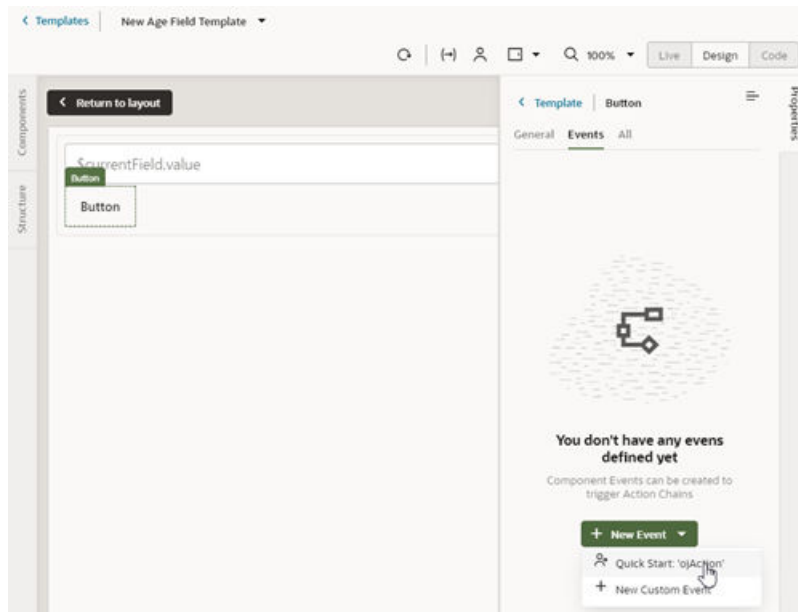 Templates
New Age Field Template
100%
Live
Design
Code
Components
Structure
Return to layout
$currentField.value
Button
Button
Template
Button
Properties
General
Events
All
You don't have any evens
defined yet
Component Events can be created to
trigger Action Chains
+ New Event
Quick Start: 'ojAction'
+ New Custom Event